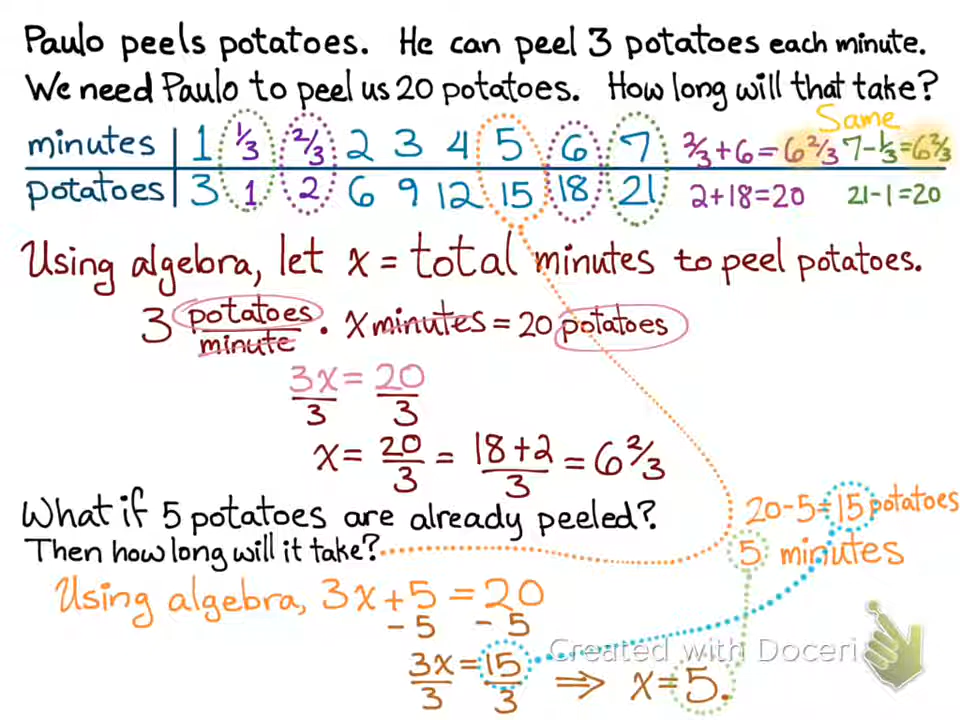 Paulo peels potatoes. He can peel 3 potatoes each minute.
We need Paulo to peel us 20 potatoes. How long will that take?
Same
minutes 1 1/3 2/3 2 3 4 5 6 7 2/3 + 6 = 6 2/3 7 - 1/3 = 6 2/3
potatoes 3 1 2 6 9 12 15 18 21 2 + 18 = 20 21 - 1 = 20
Using algebra, let x = total minutes to peel potatoes.
3 potatoes/minute · x minutes = 20 potatoes
3x/3 = 20/3
x = 20/3 = 18+2/3 = 6 2/3
What if 5 potatoes are already peeled?
20 - 5 = 15 potatoes
Then how long will it take?
5 minutes
Using algebra, 3x + 5 = 20
- 5 - 5
Created with Doceri
3x/3 = 15/3 ⇒ x = 5.